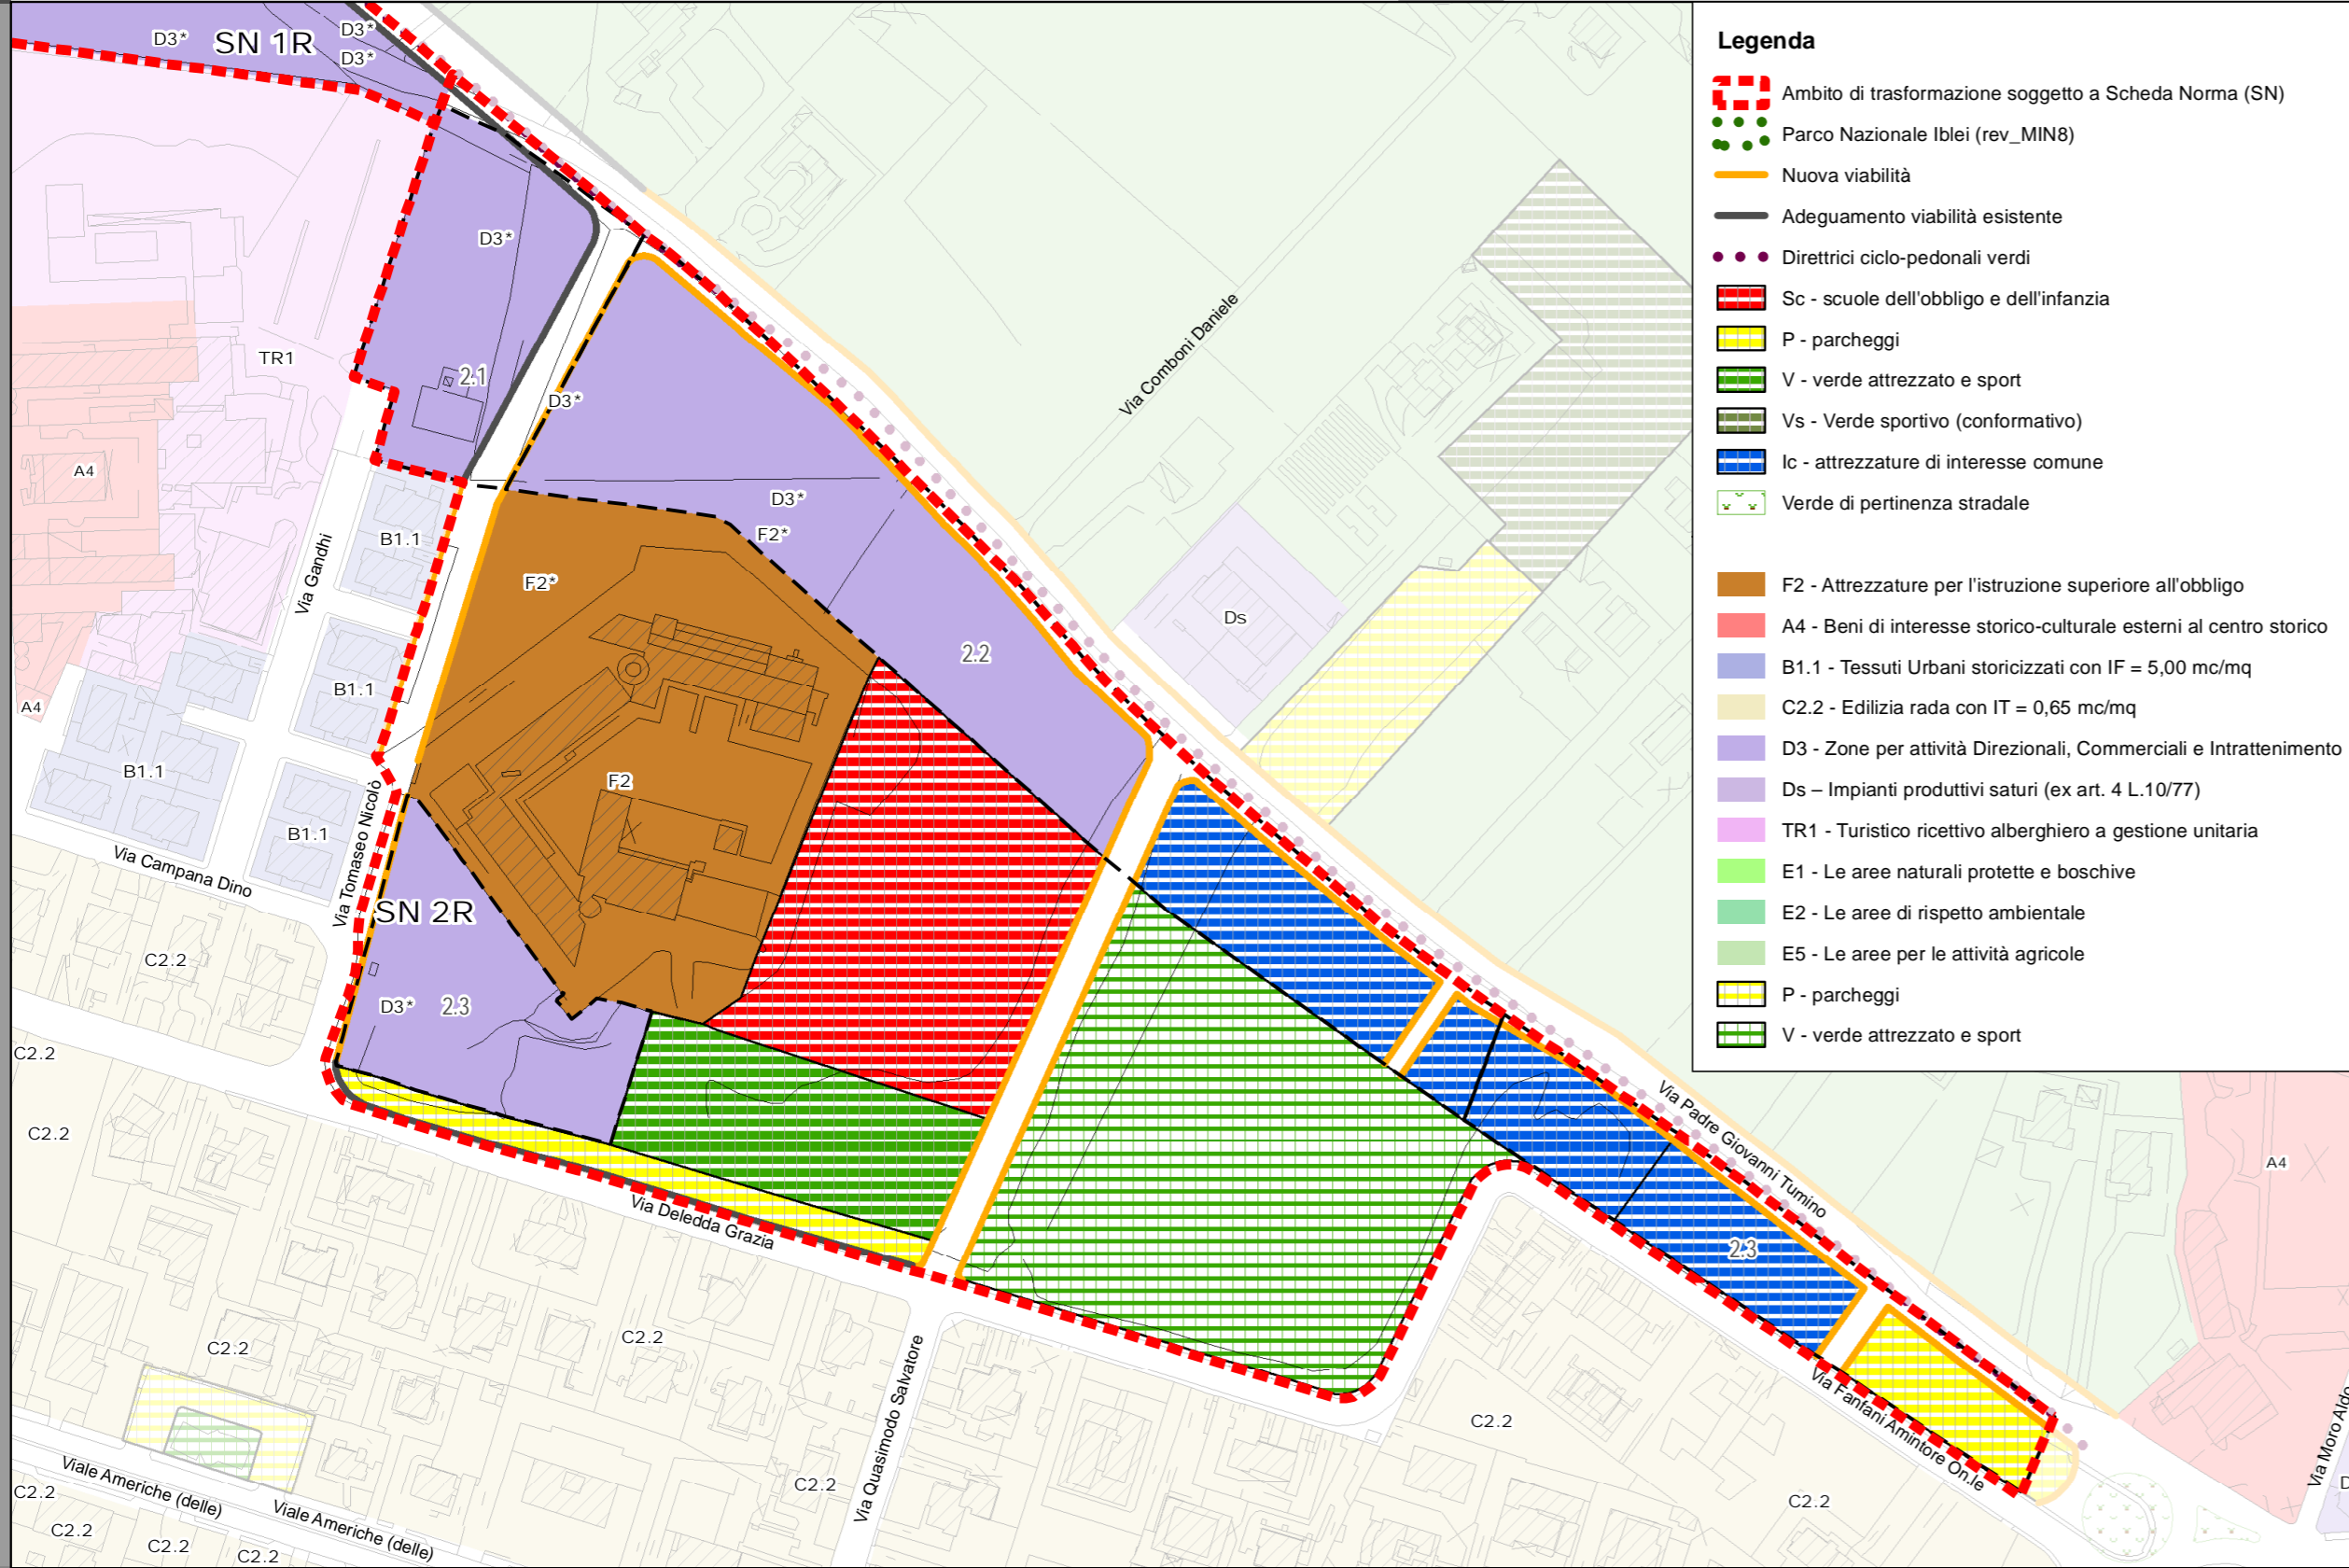 D3*
SN 1R
D3*
D3*
D3*
TR1
2.1
D3*
A4
B1.1
Via Gandhi
D3*
F2*
F2*
2.2
B1.1
A4
B1.1
B1.1
F2
Via Tomaseo Nicolò
Via Campana Dino
SN 2R
C2.2
D3*
2.3
C2.2
C2.2
Via Comboni Daniele
Ds
Via Deledda Grazia
C2.2
C2.2
Via Quasimodo Salvatore
C2.2
Via Padre Giovanni Tumino
2.3
A4
Via Fanfani Amintore On.le
C2.2
C2.2
Via Moro Aldo
D
Viale Americhe (delle)
Viale Americhe (delle)
C2.2
C2.2
C2.2
C2.2
Legenda
Ambito di trasformazione soggetto a Scheda Norma (SN)
Parco Nazionale Iblei (rev_MIN8)
Nuova viabilità
Adeguamento viabilità esistente
Direttrici ciclo-pedonali verdi
Sc - scuole dell'obbligo e dell'infanzia
P - parcheggi
V - verde attrezzato e sport
Vs - Verde sportivo (conformativo)
Ic - attrezzature di interesse comune
Verde di pertinenza stradale
F2 - Attrezzature per l'istruzione superiore all'obbligo
A4 - Beni di interesse storico-culturale esterni al centro storico
B1.1 - Tessuti Urbani storicizzati con IF = 5,00 mc/mq
C2.2 - Edilizia rada con IT = 0,65 mc/mq
D3 - Zone per attività Direzionali, Commerciali e Intrattenimento
Ds – Impianti produttivi saturi (ex art. 4 L.10/77)
TR1 - Turistico ricettivo alberghiero a gestione unitaria
E1 - Le aree naturali protette e boschive
E2 - Le aree di rispetto ambientale
E5 - Le aree per le attività agricole
P - parcheggi
V - verde attrezzato e sport